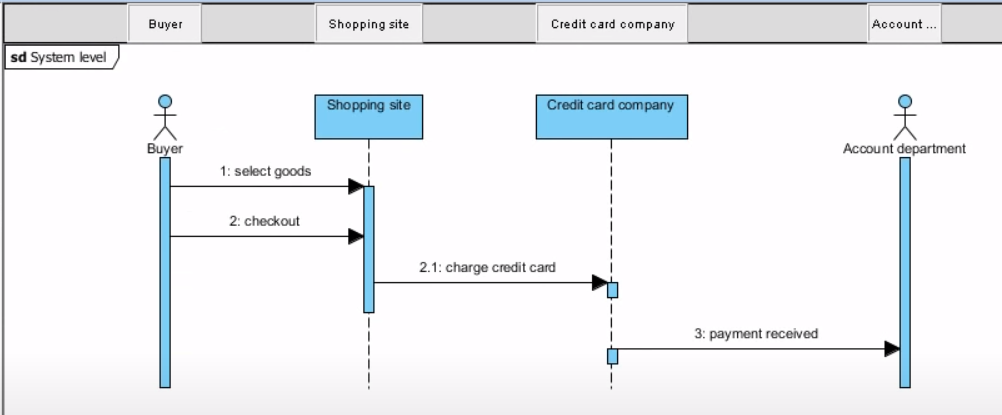 Buyer
Shopping site
Credit card company
Account ...
sd System level
Shopping site
Credit card company
Buyer
Account department
1: select goods
2: checkout
2.1: charge credit card
3: payment received